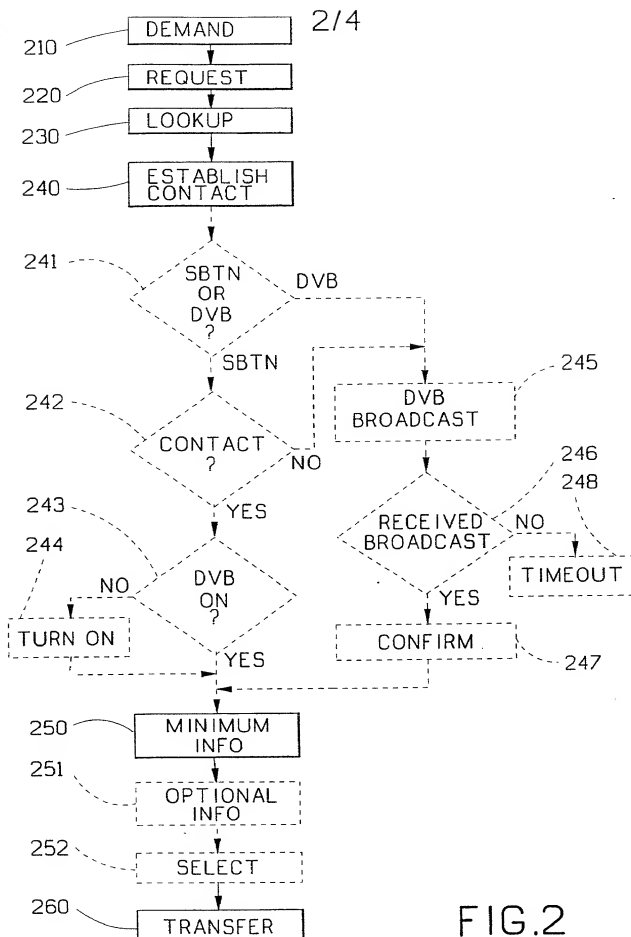 2/4
210 DEMAND
220 REQUEST
230 LOOKUP
240 ESTABLISH
CONTACT
241 SBTN
OR
DVB
?
DVB
SBTN
242 CONTACT
?
NO
YES
245 DVB
BROADCAST
246 RECEIVED
BROADCAST
NO
248 TIMEOUT
YES
247 CONFIRM
243 DVB
ON
?
NO
244 TURN ON
YES
250 MINIMUM
INFO
251 OPTIONAL
INFO
252 SELECT
260 TRANSFER
FIG.2